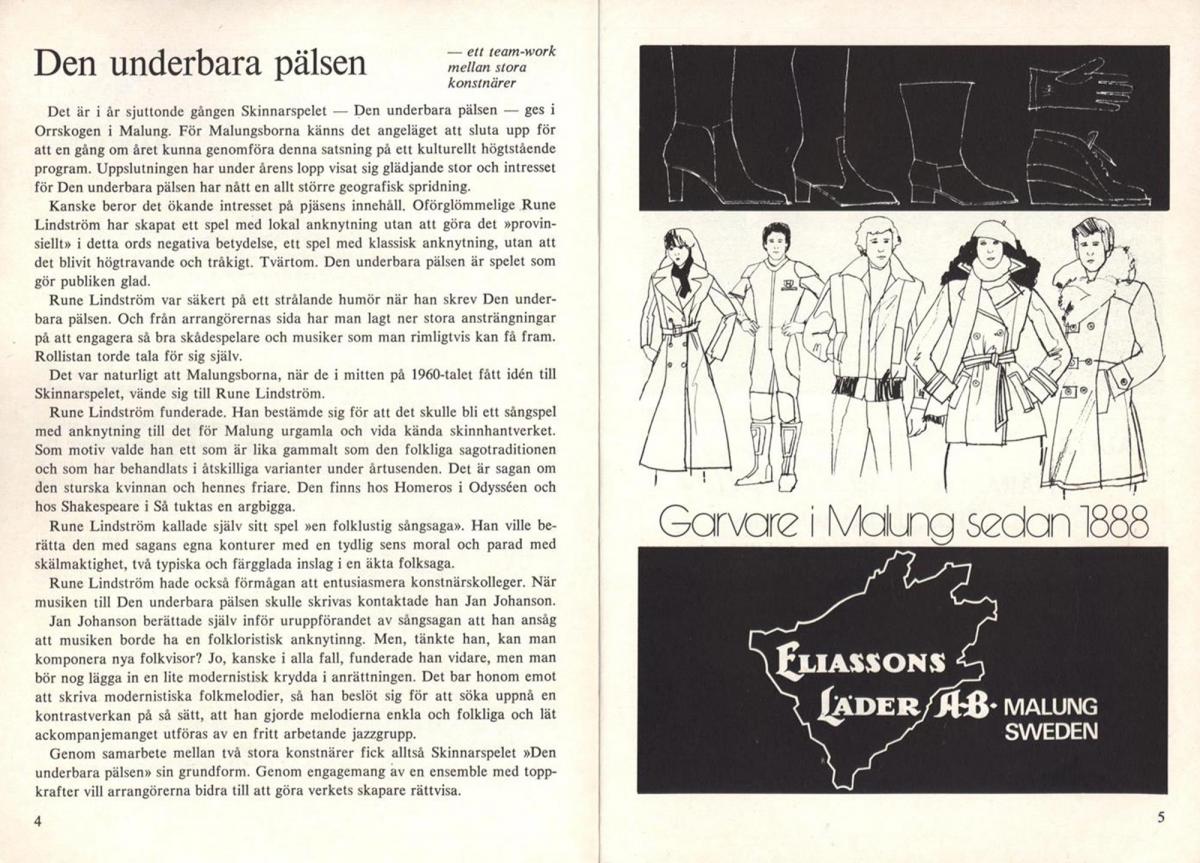 Den underbara pälsen
— ett team-work
mellan stora
konstnärer
Det är i år sjuttonde gången Skinnarspelet — Den underbara pälsen — ges i
Orrskogen i Malung. För Malungsborna känns det angeläget att sluta upp för
att en gång om året kunna genomföra denna satsning på ett kulturellt högtstående
program. Uppslutningen har under årens lopp visat sig glädjande stor och intresset
för Den underbara pälsen har nått en allt större geografisk spridning.
Kanske beror det ökande intresset på pjäsens innehåll. Oförglömmelige Rune
Lindström har skapat ett spel med lokal anknytning utan att göra det »provin-
siellt» i detta ords negativa betydelse, ett spel med klassisk anknytning, utan att
det blivit högtravande och tråkigt. Tvärtom. Den underbara pälsen är spelet som
gör publiken glad.
Rune Lindström var säkert på ett strålande humör när han skrev Den under-
bara pälsen. Och från arrangörernas sida har man lagt ner stora ansträngningar
på att engagera så bra skådespelare och musiker som man rimligtvis kan få fram.
Rollistan torde tala för sig själv.
Det var naturligt att Malungsborna, när de i mitten på 1960-talet fått idén till
Skinnarspelet, vände sig till Rune Lindström.
Rune Lindström funderade. Han bestämde sig för att det skulle bli ett sångspel
med anknytning till det för Malung urgamla och vida kända skinnhantverket.
Som motiv valde han ett som är lika gammalt som den folkliga sagotraditionen
och som har behandlats i åtskilliga varianter under årtusenden. Det är sagan om
den sturska kvinnan och hennes friare. Den finns hos Homeros i Odysséen och
hos Shakespeare i Så tuktas en argbigga.
Rune Lindström kallade själv sitt spel »en folklustig sångsaga». Han ville be-
rätta den med sagans egna konturer med en tydlig sens moral och parad med
skälmaktighet, två typiska och färgglada inslag i en äkta folksaga.
Rune Lindström hade också förmågan att entusiasmera konstnärskolleger. När
musiken till Den underbara pälsen skulle skrivas kontaktade han Jan Johanson.
Jan Johanson berättade själv inför uruppförandet av sångsagan att han ansåg
att musiken borde ha en folkloristisk anknytinng. Men, tänkte han, kan man
komponera nya folkvisor? Jo, kanske i alla fall, funderade han vidare, men man
bör nog lägga in en lite modernistisk krydda i anrättningen. Det bar honom emot
att skriva modernistiska folkmelodier, så han beslöt sig för att söka uppnå en
kontrastverkan på så sätt, att han gjorde melodierna enkla och folkliga och lät
ackompanjemanget utföras av en fritt arbetande jazzgrupp.
Genom samarbete mellan två stora konstnärer fick alltså Skinnarspelet »Den
underbara pälsen» sin grundform. Genom engagemang av en ensemble med topp-
krafter vill arrangörerna bidra till att göra verkets skapare rättvisa.
4
Garvare i Malung sedan 1888
ELIASSONS
LÄDER A-B· MALUNG
SWEDEN
5